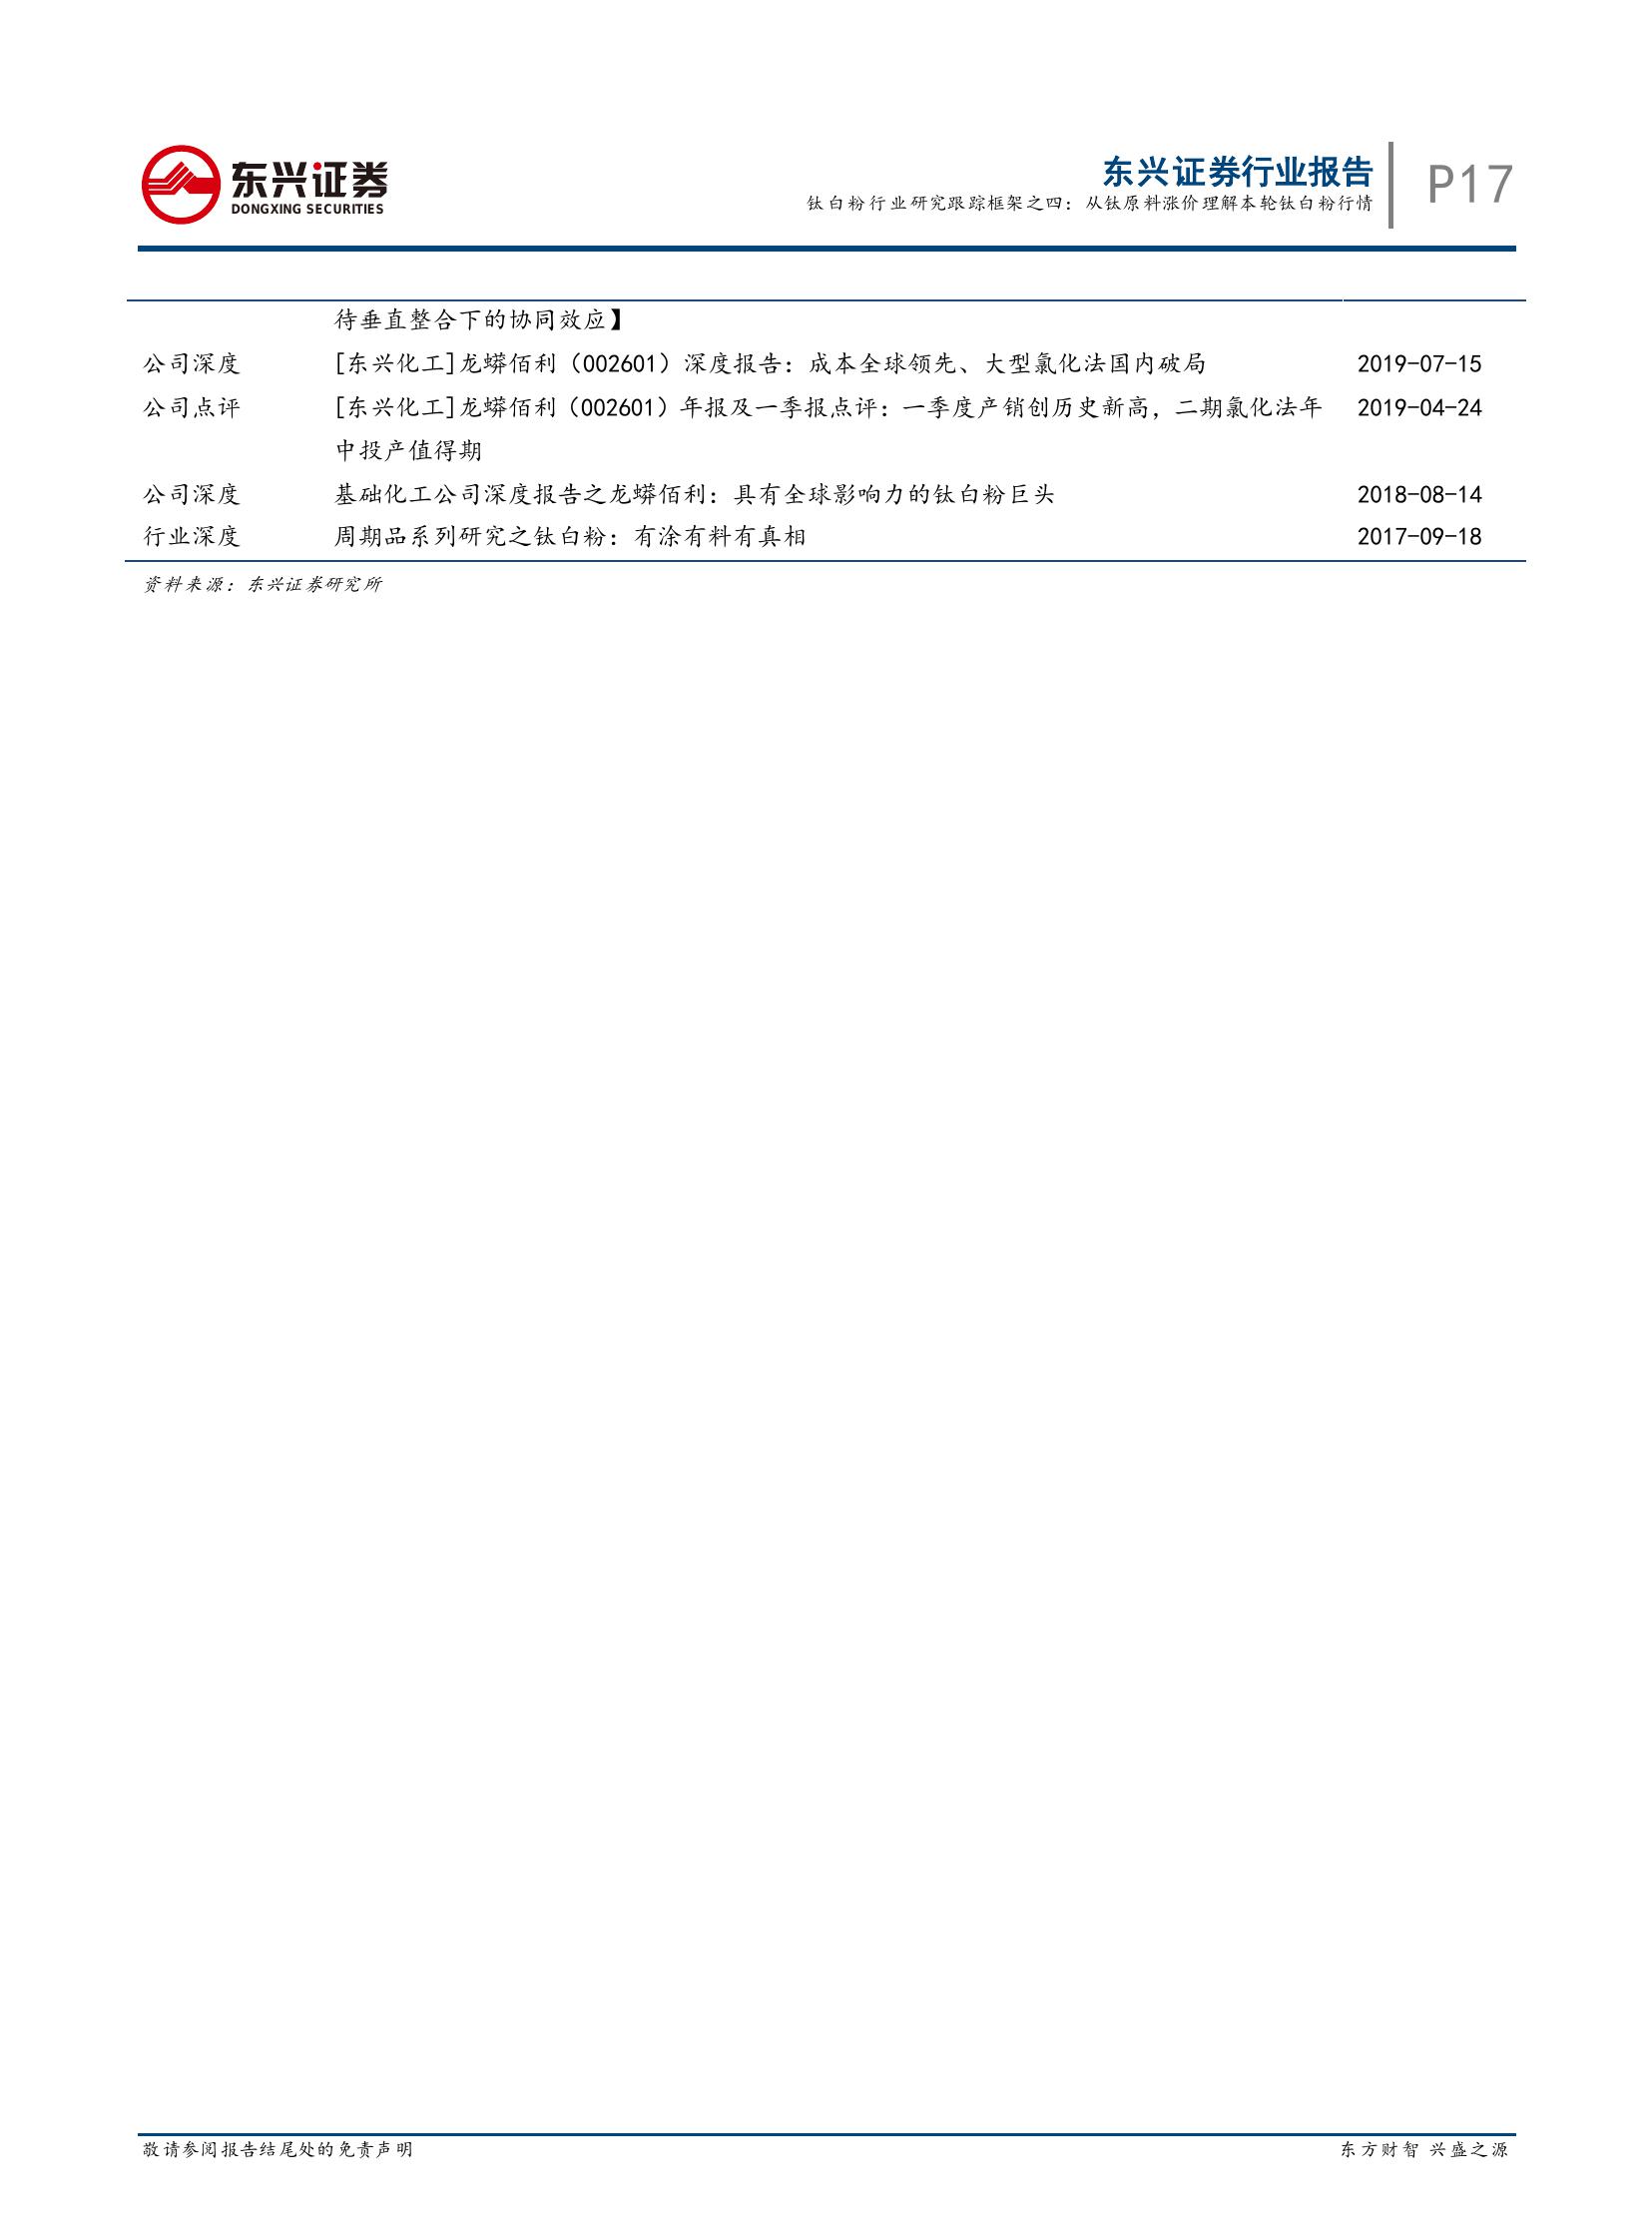 东兴证券
DONGXING SECURITIES
东兴证券行业报告
钛白粉行业研究跟踪框架之四：从钛原料涨价理解本轮钛白粉行情
P17
待垂直整合下的协同效应】
公司深度 [东兴化工]龙蟒佰利（002601）深度报告：成本全球领先、大型氯化法国内破局 2019-07-15
公司点评 [东兴化工]龙蟒佰利（002601）年报及一季报点评：一季度产销创历史新高，二期氯化法年 2019-04-24
中投产值得期
公司深度 基础化工公司深度报告之龙蟒佰利：具有全球影响力的钛白粉巨头 2018-08-14
行业深度 周期品系列研究之钛白粉：有涂有料有真相 2017-09-18
资料来源：东兴证券研究所
敬请参阅报告结尾处的免责声明
东方财智 兴盛之源